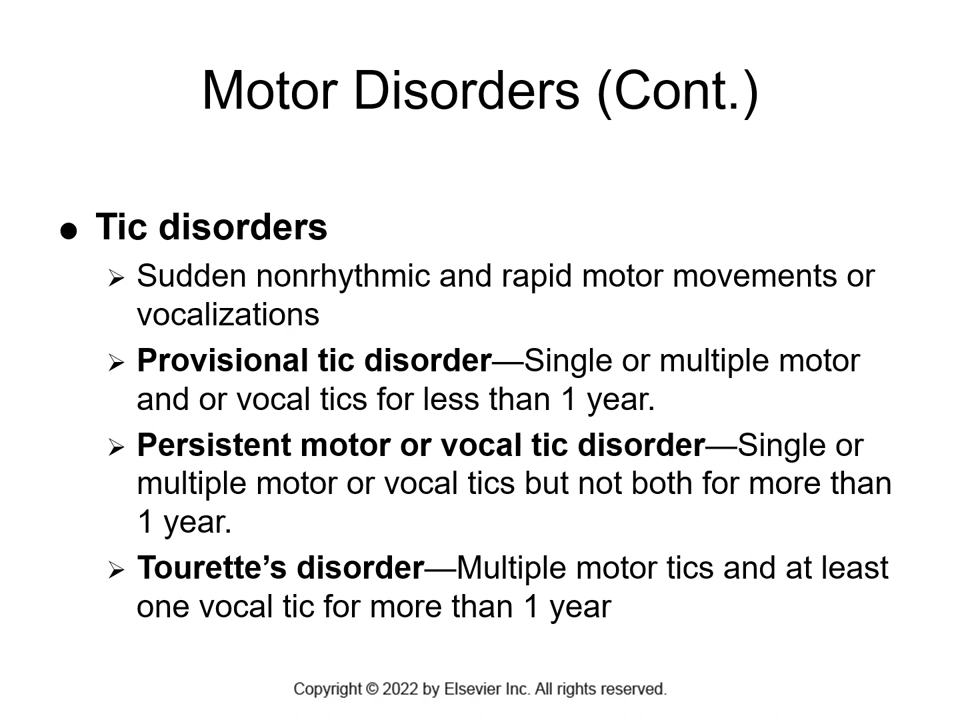 Motor Disorders (Cont.)
● Tic disorders
➢ Sudden nonrhythmic and rapid motor movements or
vocalizations
➢ Provisional tic disorder—Single or multiple motor
and or vocal tics for less than 1 year.
➢ Persistent motor or vocal tic disorder—Single or
multiple motor or vocal tics but not both for more than
1 year.
➢ Tourette’s disorder—Multiple motor tics and at least
one vocal tic for more than 1 year
Copyright © 2022 by Elsevier Inc. All rights reserved.